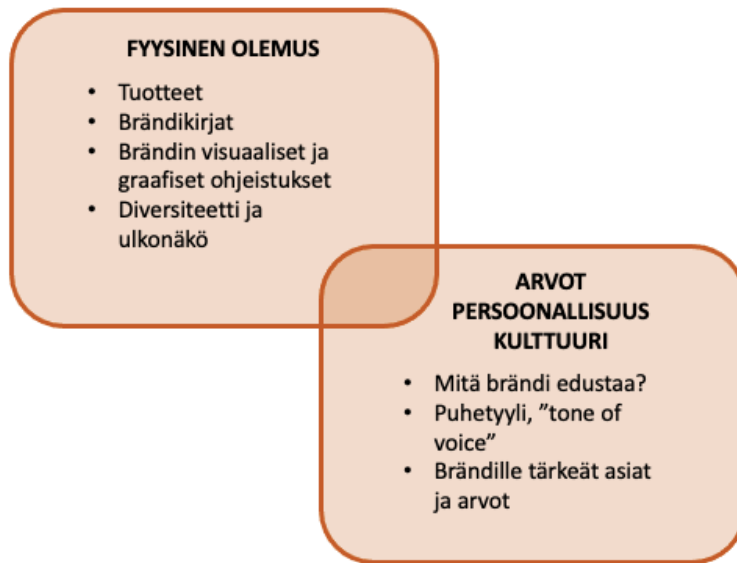 FYYSINEN OLEMUS
• Tuotteet
• Brändikirjat
• Brändin visuaaliset ja
graafiset ohjeistukset
• Diversiteetti ja
ulkonäkö
ARVOT
PERSOONALLISUUS
KULTTUURI
• Mitä brändi edustaa?
• Puhetyyli, ”tone of
voice”
• Brändille tärkeät asiat
ja arvot